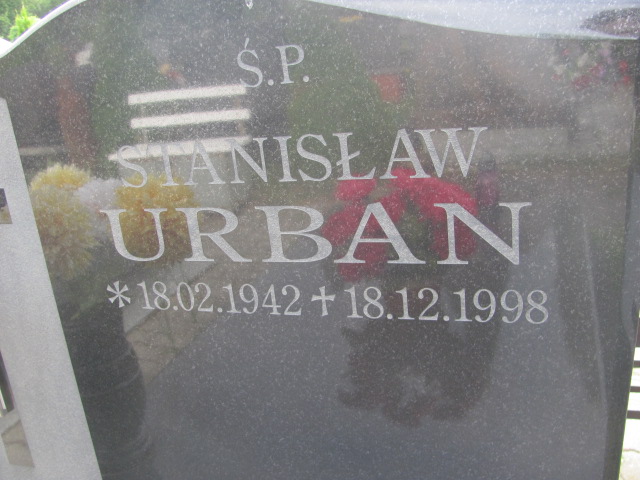 Ś.P.
STANISŁAW
URBAN
*18.02.1942 ✝ 18.12.1998